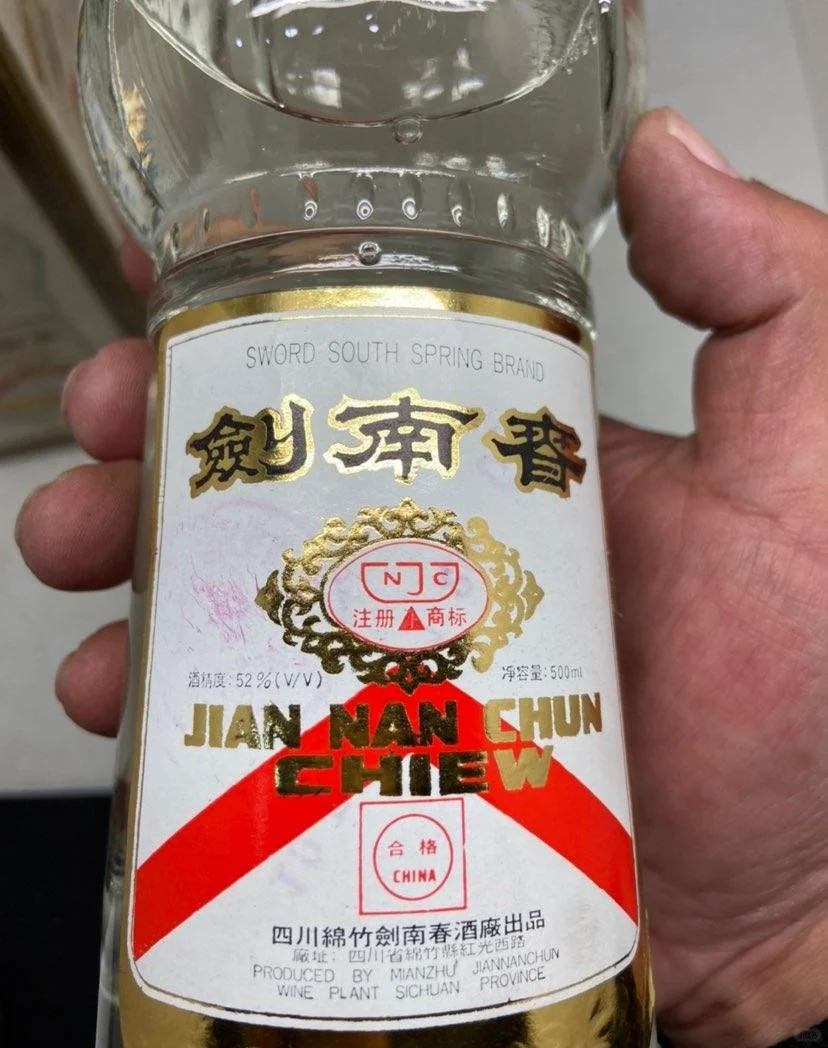 SWORD SOUTH SPRING BRAND
劍南春
NJC
注册商标
酒精度:52%(V/V)
净容量:500ml
JIAN NAN CHUN
CHIEW
合格
CHINA
四川綿竹劍南春酒廠出品
廠址:四川省綿竹縣紅光西路
PRODUCED BY MIANZHU JIANNANCHUN
WINE PLANT SICHUAN PROVINCE